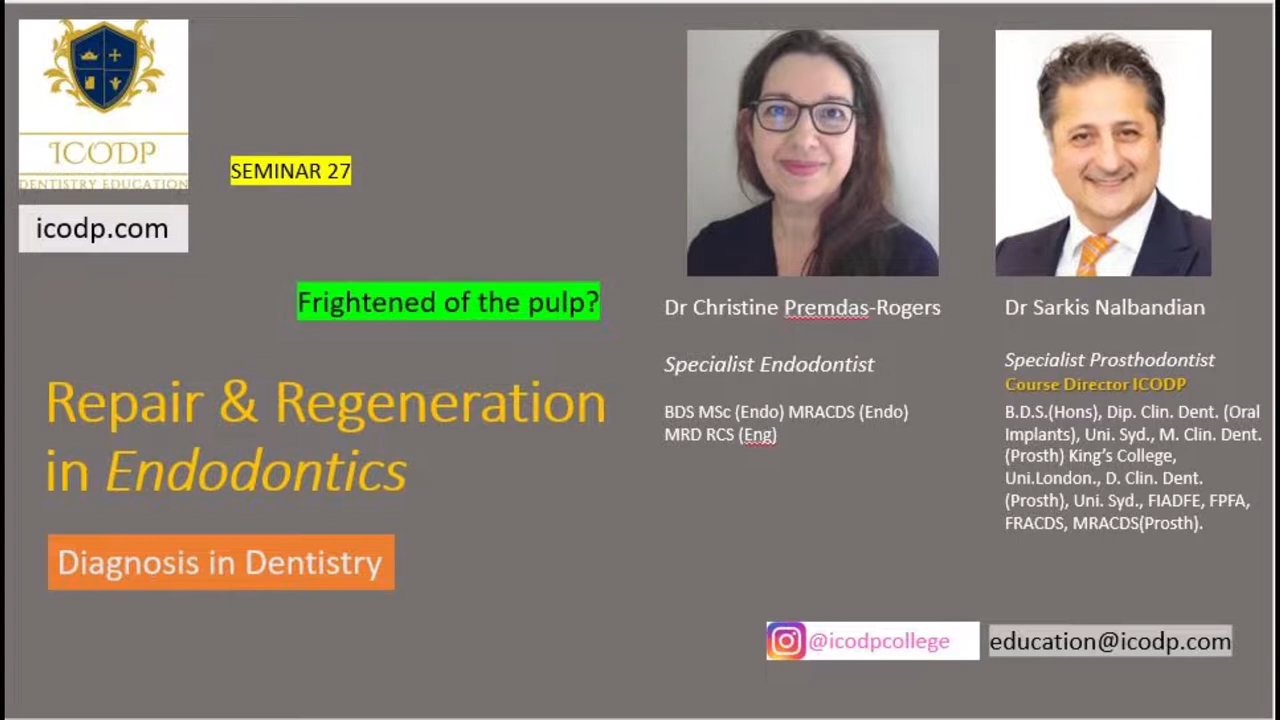 ICODP
DENTISTRY EDUCATION
icodp.com
SEMINAR 27
Frightened of the pulp?
Repair & Regeneration
in Endodontics
Diagnosis in Dentistry
Dr Christine Premdas-Rogers
Specialist Endodontist
BDS MSc (Endo) MRACDS (Endo)
MRD RCS (Eng)
Dr Sarkis Nalbandian
Specialist Prosthodontist
Course Director ICODP
B.D.S.(Hons), Dip. Clin. Dent. (Oral
Implants), Uni. Syd., M. Clin. Dent.
(Prosth) King's College,
Uni.London., D. Clin. Dent.
(Prosth), Uni. Syd., FIADFE, FPFA,
FRACDS, MRACDS(Prosth).
@icodpcollege
education@icodp.com